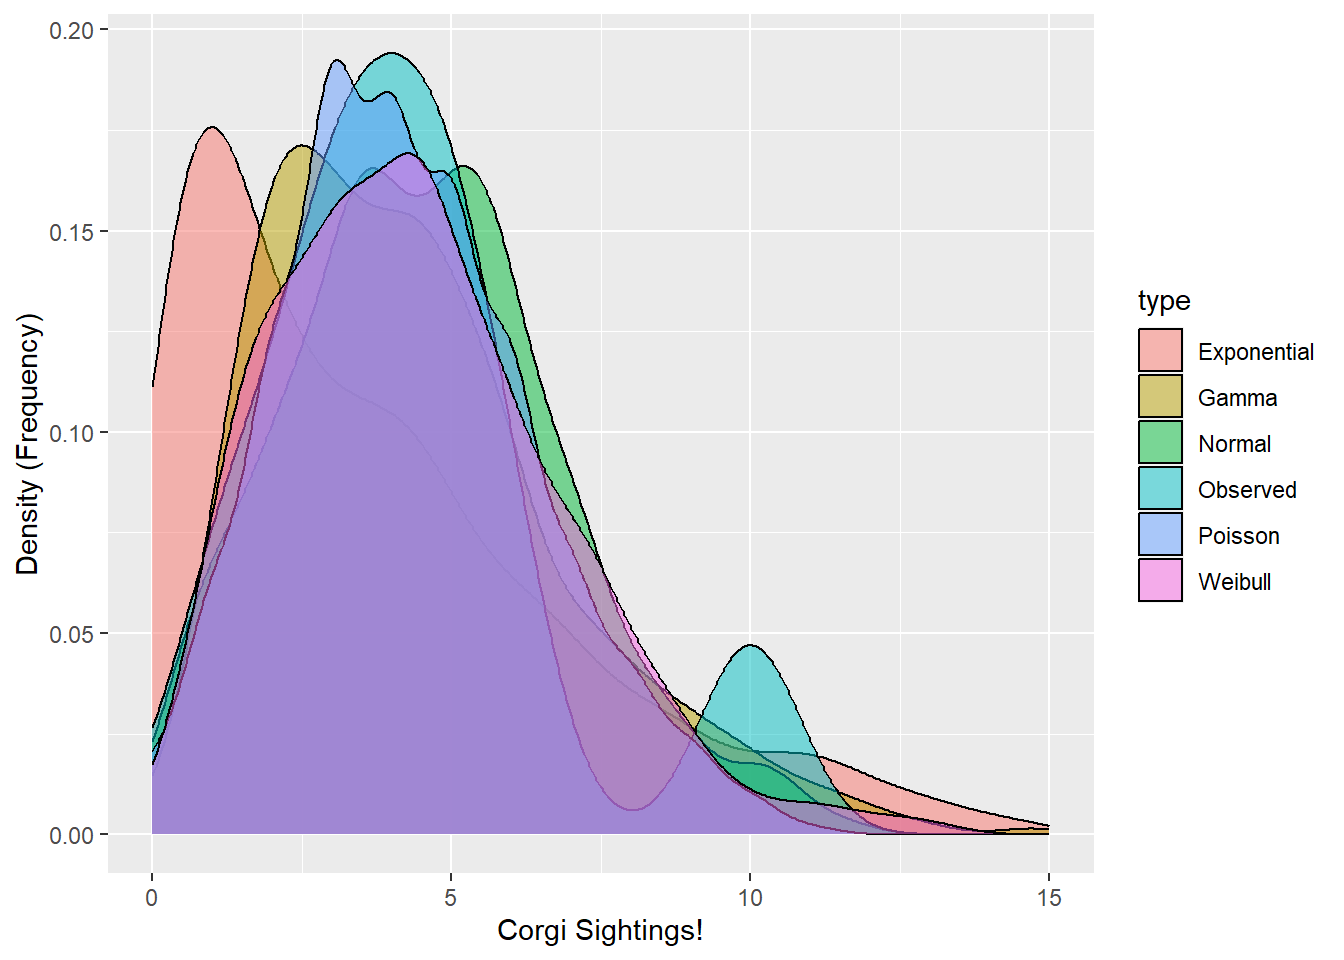 0.20
0.15
0.10
0.05
0.00
Density (Frequency)
0
5
10
15
Corgi Sightings!
type
Exponential
Gamma
Normal
Observed
Poisson
Weibull